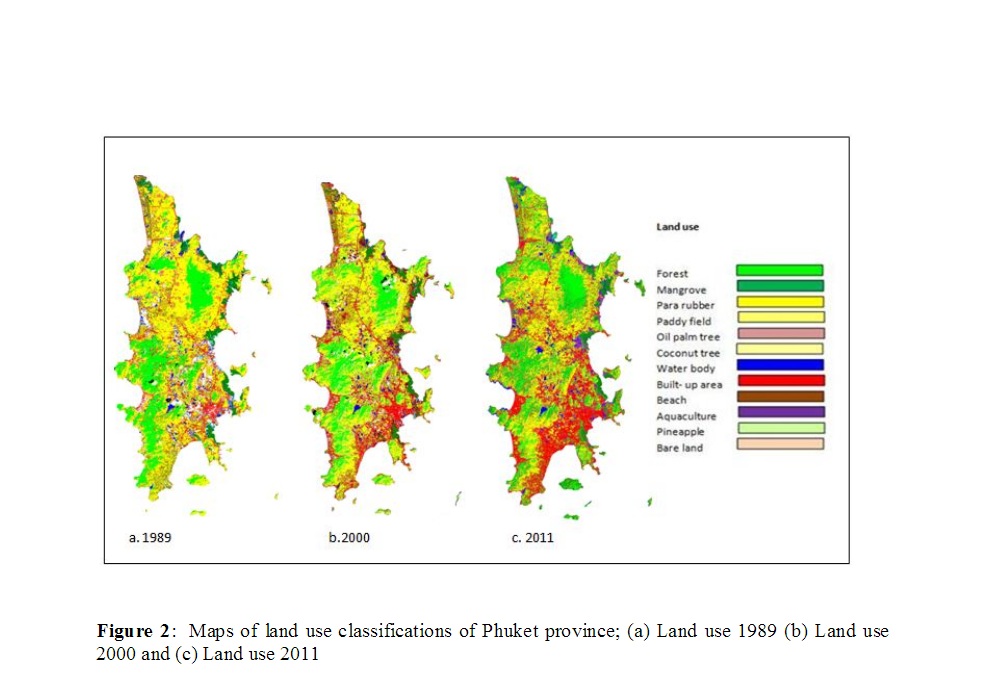 Land use
Forest
Mangrove
Para rubber
Paddy field
Oil palm tree
Coconut tree
Water body
Built- up area
Beach
Aquaculture
Pineapple
Bare land
a. 1989
b.2000
c. 2011
Figure 2: Maps of land use classifications of Phuket province; (a) Land use 1989 (b) Land use
2000 and (c) Land use 2011